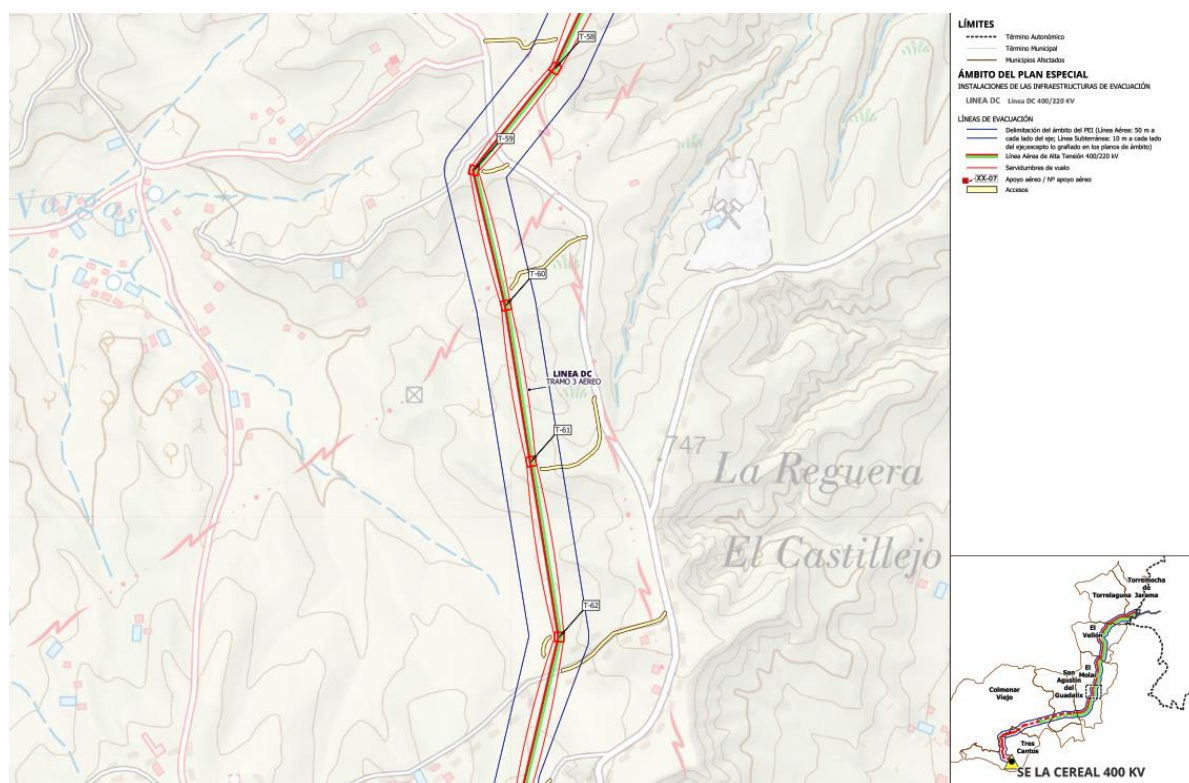 T-58
T-59
T-60
LINEA DC
TRAMO 3 AÉREO
T-61
747
La Reguera
El Castillejo
T-62
LÍMITES
Término Autonómico
Término Municipal
Municipios Afectados
ÁMBITO DEL PLAN ESPECIAL
INSTALACIONES DE LAS INFRAESTRUCTURAS DE EVACUACIÓN
LINEA DC Línea DC 400/220 KV
LÍNEAS DE EVACUACIÓN
Delimitación del ámbito del PEI (Línea Aérea: 50 m a
cada lado del eje; Línea Subterránea: 10 m a cada lado
del eje;excepto lo grafiado en los planos de ámbito)
Línea Aérea de Alta Tensión 400/220 kV
Servidumbres de vuelo
XX-07 Apoyo aéreo / Nº apoyo aéreo
Accesos
Torremocha
de
Jarama
Torrelaguna
El
Vellón
El
Molar
San
Agustín
del
Guadalix
Colmenar
Viejo
Tres
Cantos
SE LA CEREAL 400 KV